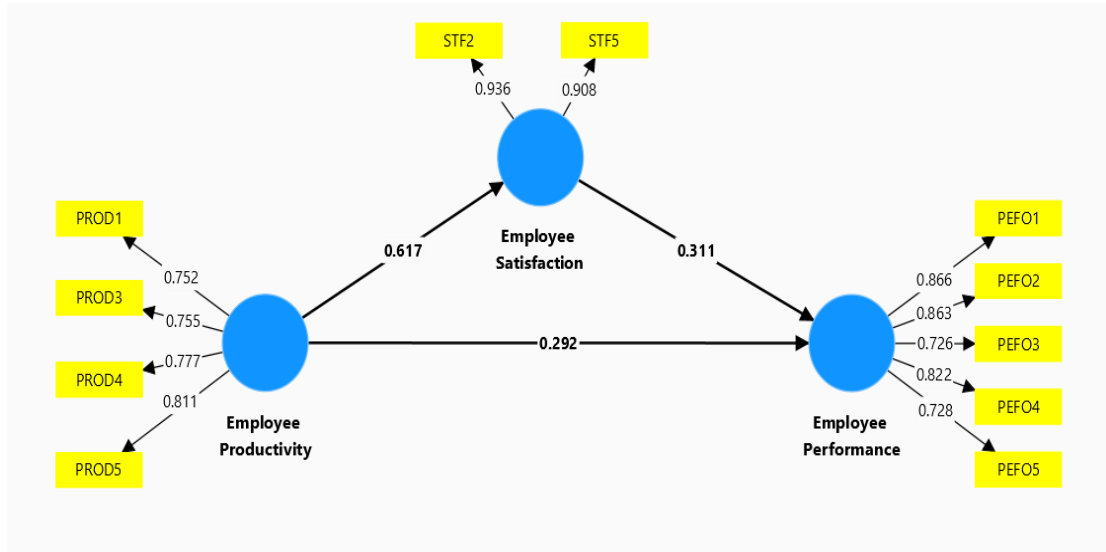 STF2
STF5
0.936
0.908
Employee
Satisfaction
0.617
0.311
PROD1
PROD3
PROD4
PROD5
0.752
0.755
0.777
0.811
Employee
Productivity
0.292
PEFO1
PEFO2
PEFO3
PEFO4
PEFO5
0.866
0.863
0.726
0.822
0.728
Employee
Performance